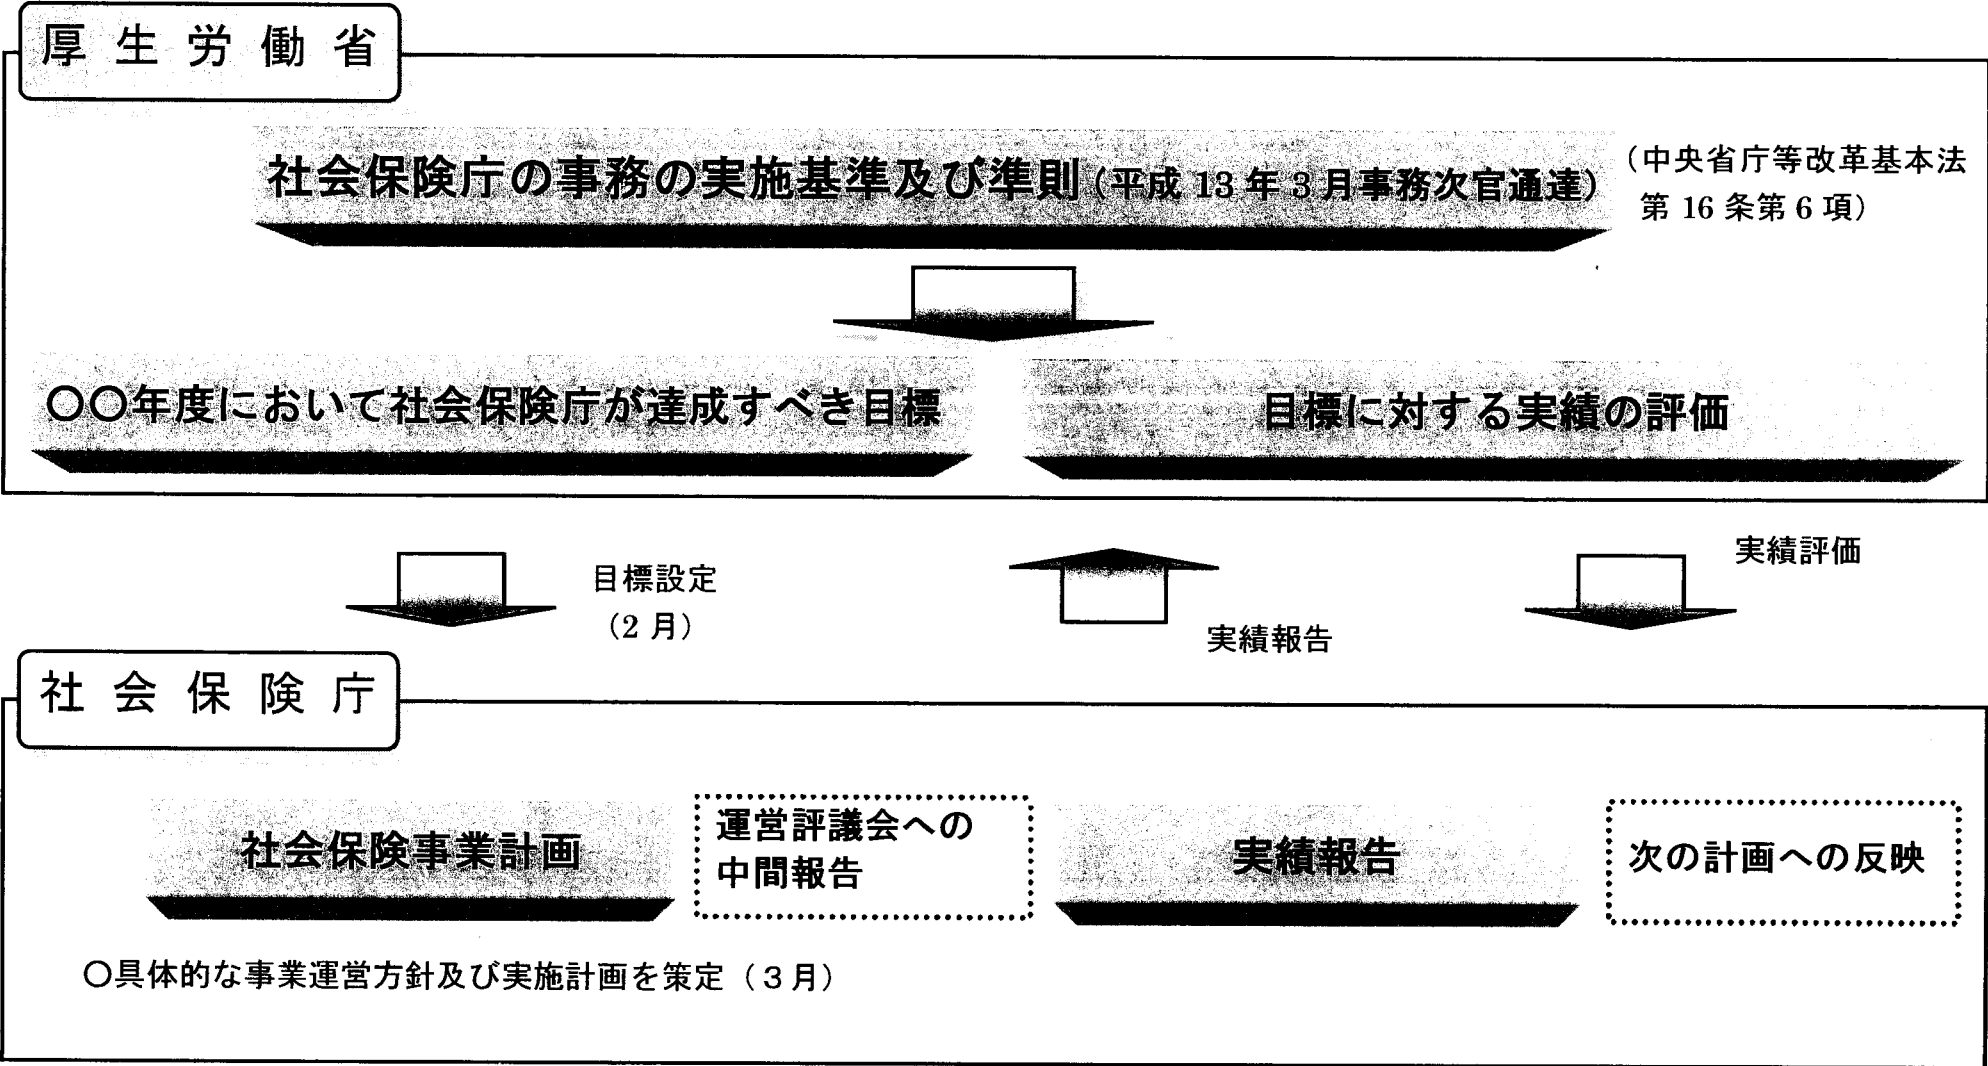 厚生労働省
社会保険庁の事務の実施基準及び準則（平成 13 年 3 月事務次官通達）
（中央省庁等改革基本法
第 16 条第 6 項）
〇〇年度において社会保険庁が達成すべき目標
目標に対する実績の評価
目標設定
（2 月）
実績報告
実績評価
社会保険庁
社会保険事業計画
運営評議会への
中間報告
実績報告
次の計画への反映
〇具体的な事業運営方針及び実施計画を策定（３月）